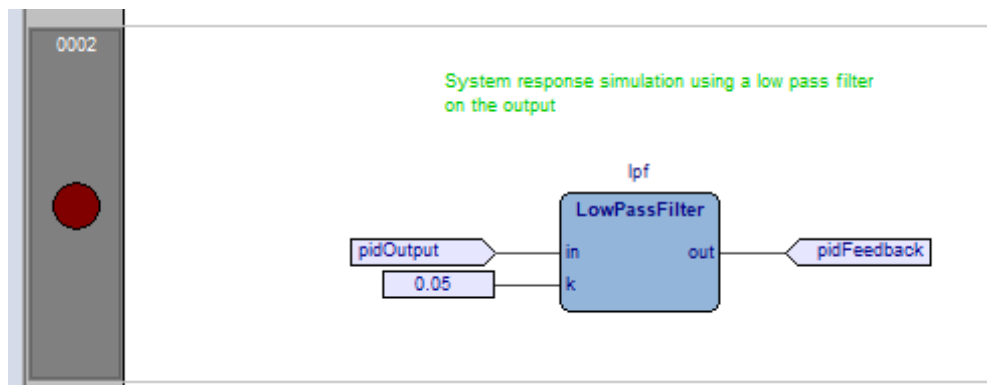 0002
System response simulation using a low pass filter
on the output
lpf
LowPassFilter
pidOutput
in
out
pidFeedback
0.05
k